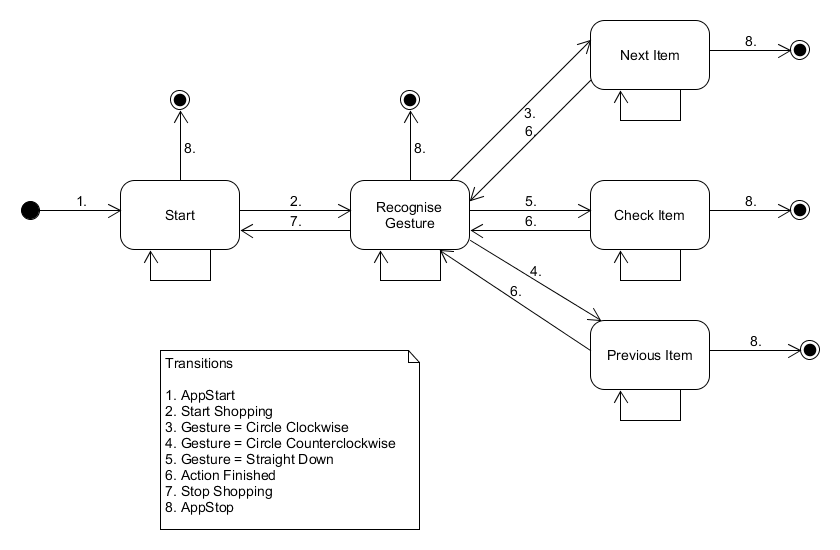 Next Item
8.
3.
6.
8.
8.
1.
Start
2.
7.
Recognise
Gesture
5.
6.
Check Item
8.
4.
6.
Previous Item
8.
Transitions
1. AppStart
2. Start Shopping
3. Gesture = Circle Clockwise
4. Gesture = Circle Counterclockwise
5. Gesture = Straight Down
6. Action Finished
7. Stop Shopping
8. AppStop